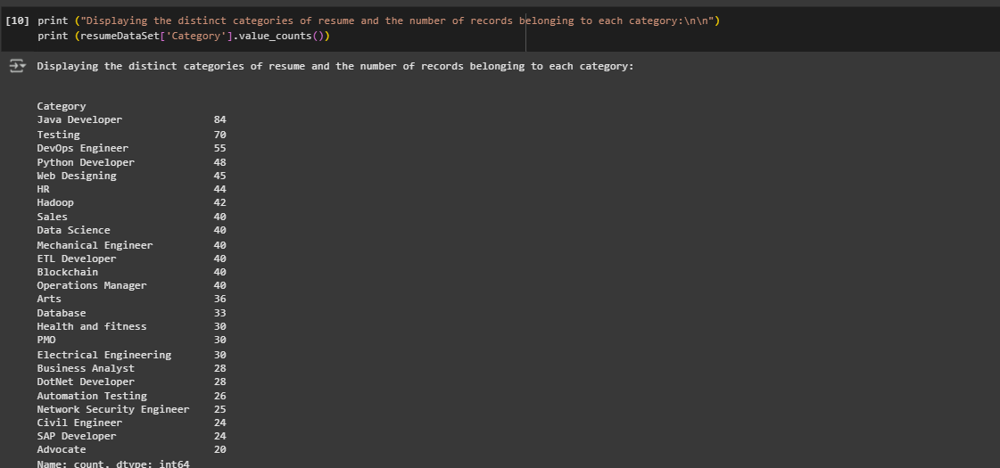 [10] print ("Displaying the distinct categories of resume and the number of records belonging to each category:\n\n")
print (resumeDataSet['Category'].value_counts())
Displaying the distinct categories of resume and the number of records belonging to each category:
Category
Java Developer 84
Testing 70
DevOps Engineer 55
Python Developer 48
Web Designing 45
HR 44
Hadoop 42
Sales 40
Data Science 40
Mechanical Engineer 40
ETL Developer 40
Blockchain 40
Operations Manager 40
Arts 36
Database 33
Health and fitness 30
PMO 30
Electrical Engineering 30
Business Analyst 28
DotNet Developer 28
Automation Testing 26
Network Security Engineer 25
Civil Engineer 24
SAP Developer 24
Advocate 20
Name: count, dtype: int64